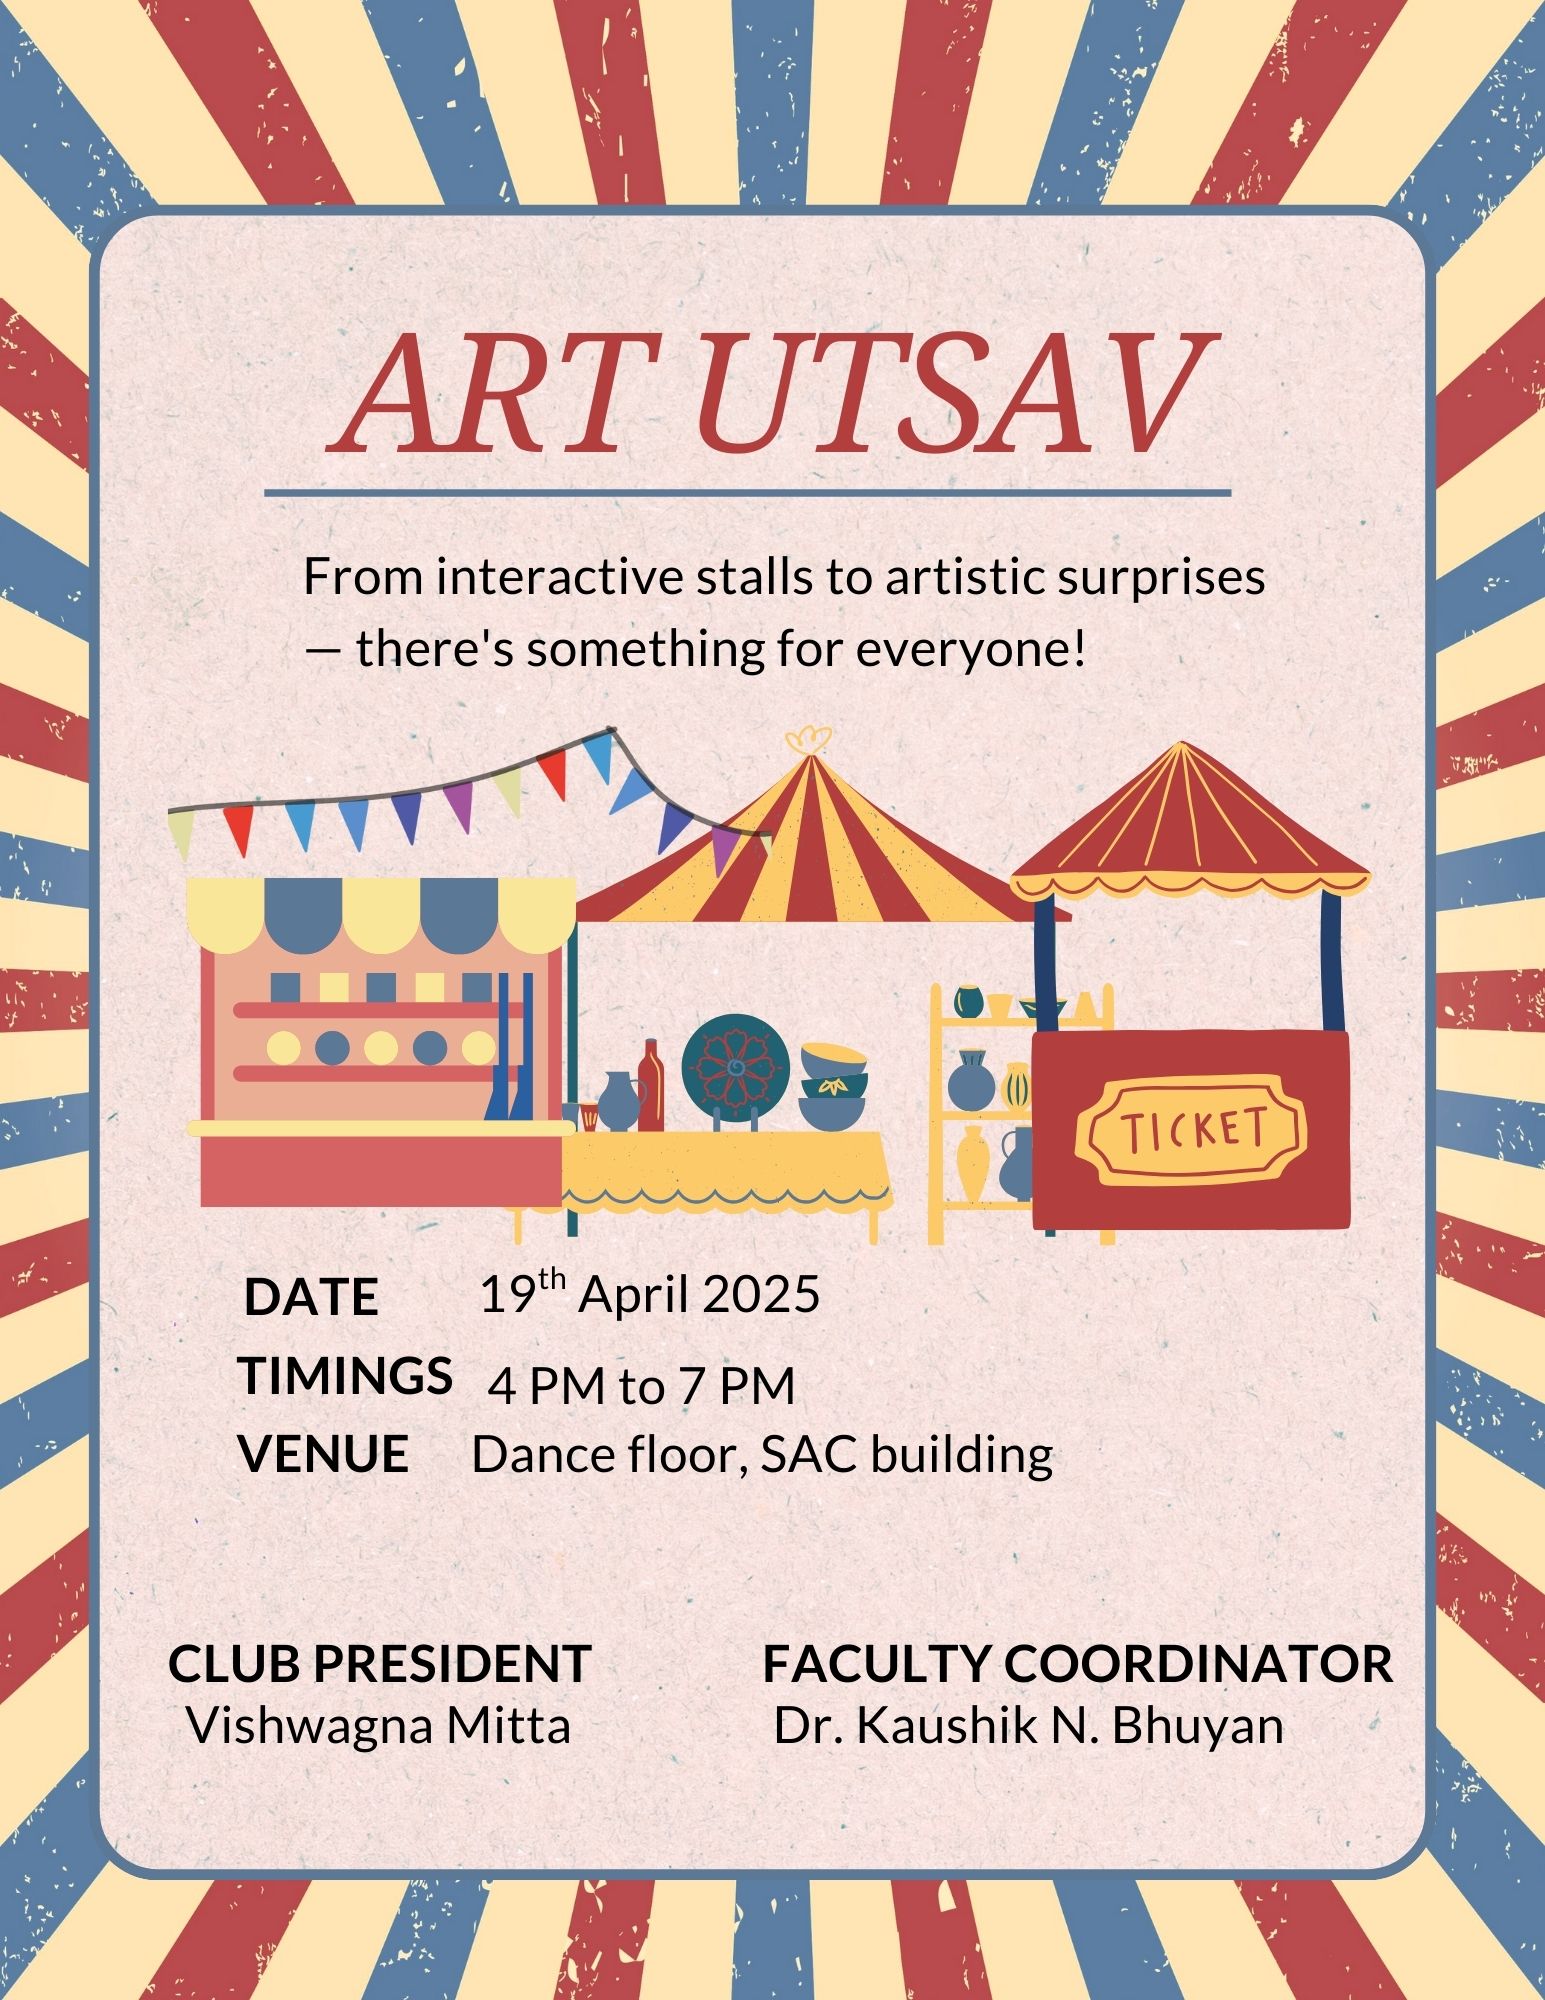 ART UTSAV
From interactive stalls to artistic surprises
— there's something for everyone!
TICKET
DATE 19th April 2025
TIMINGS 4 PM to 7 PM
VENUE Dance floor, SAC building
CLUB PRESIDENT FACULTY COORDINATOR
Vishwagna Mitta Dr. Kaushik N. Bhuyan